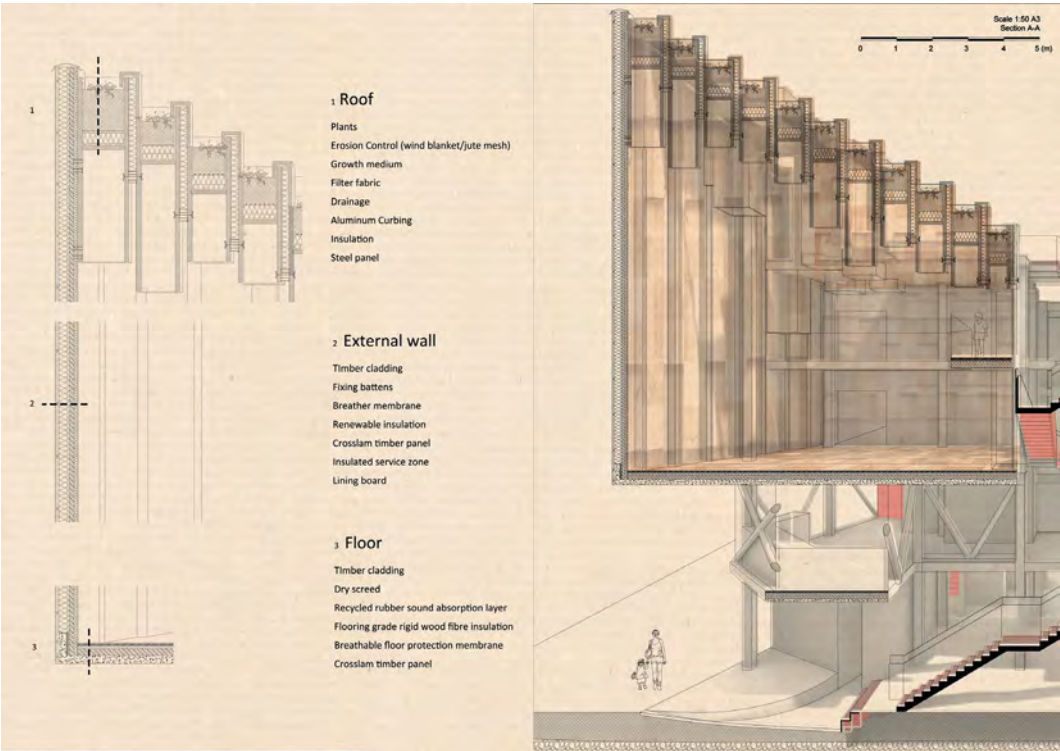 1 Roof
Plants
Erosion Control (wind blanket/jute mesh)
Growth medium
Filter fabric
Drainage
Aluminum Curbing
Insulation
Steel panel
2 External wall
Timber cladding
Fixing battens
Breather membrane
Renewable insulation
Crosslam timber panel
Insulated service zone
Lining board
3 Floor
Timber cladding
Dry screed
Recycled rubber sound absorption layer
Flooring grade rigid wood fibre insulation
Breathable floor protection membrane
Crosslam timber panel
1
2
3
Scale 1:50 A3
Section A-A
0 1 2 3 4 5 (m)